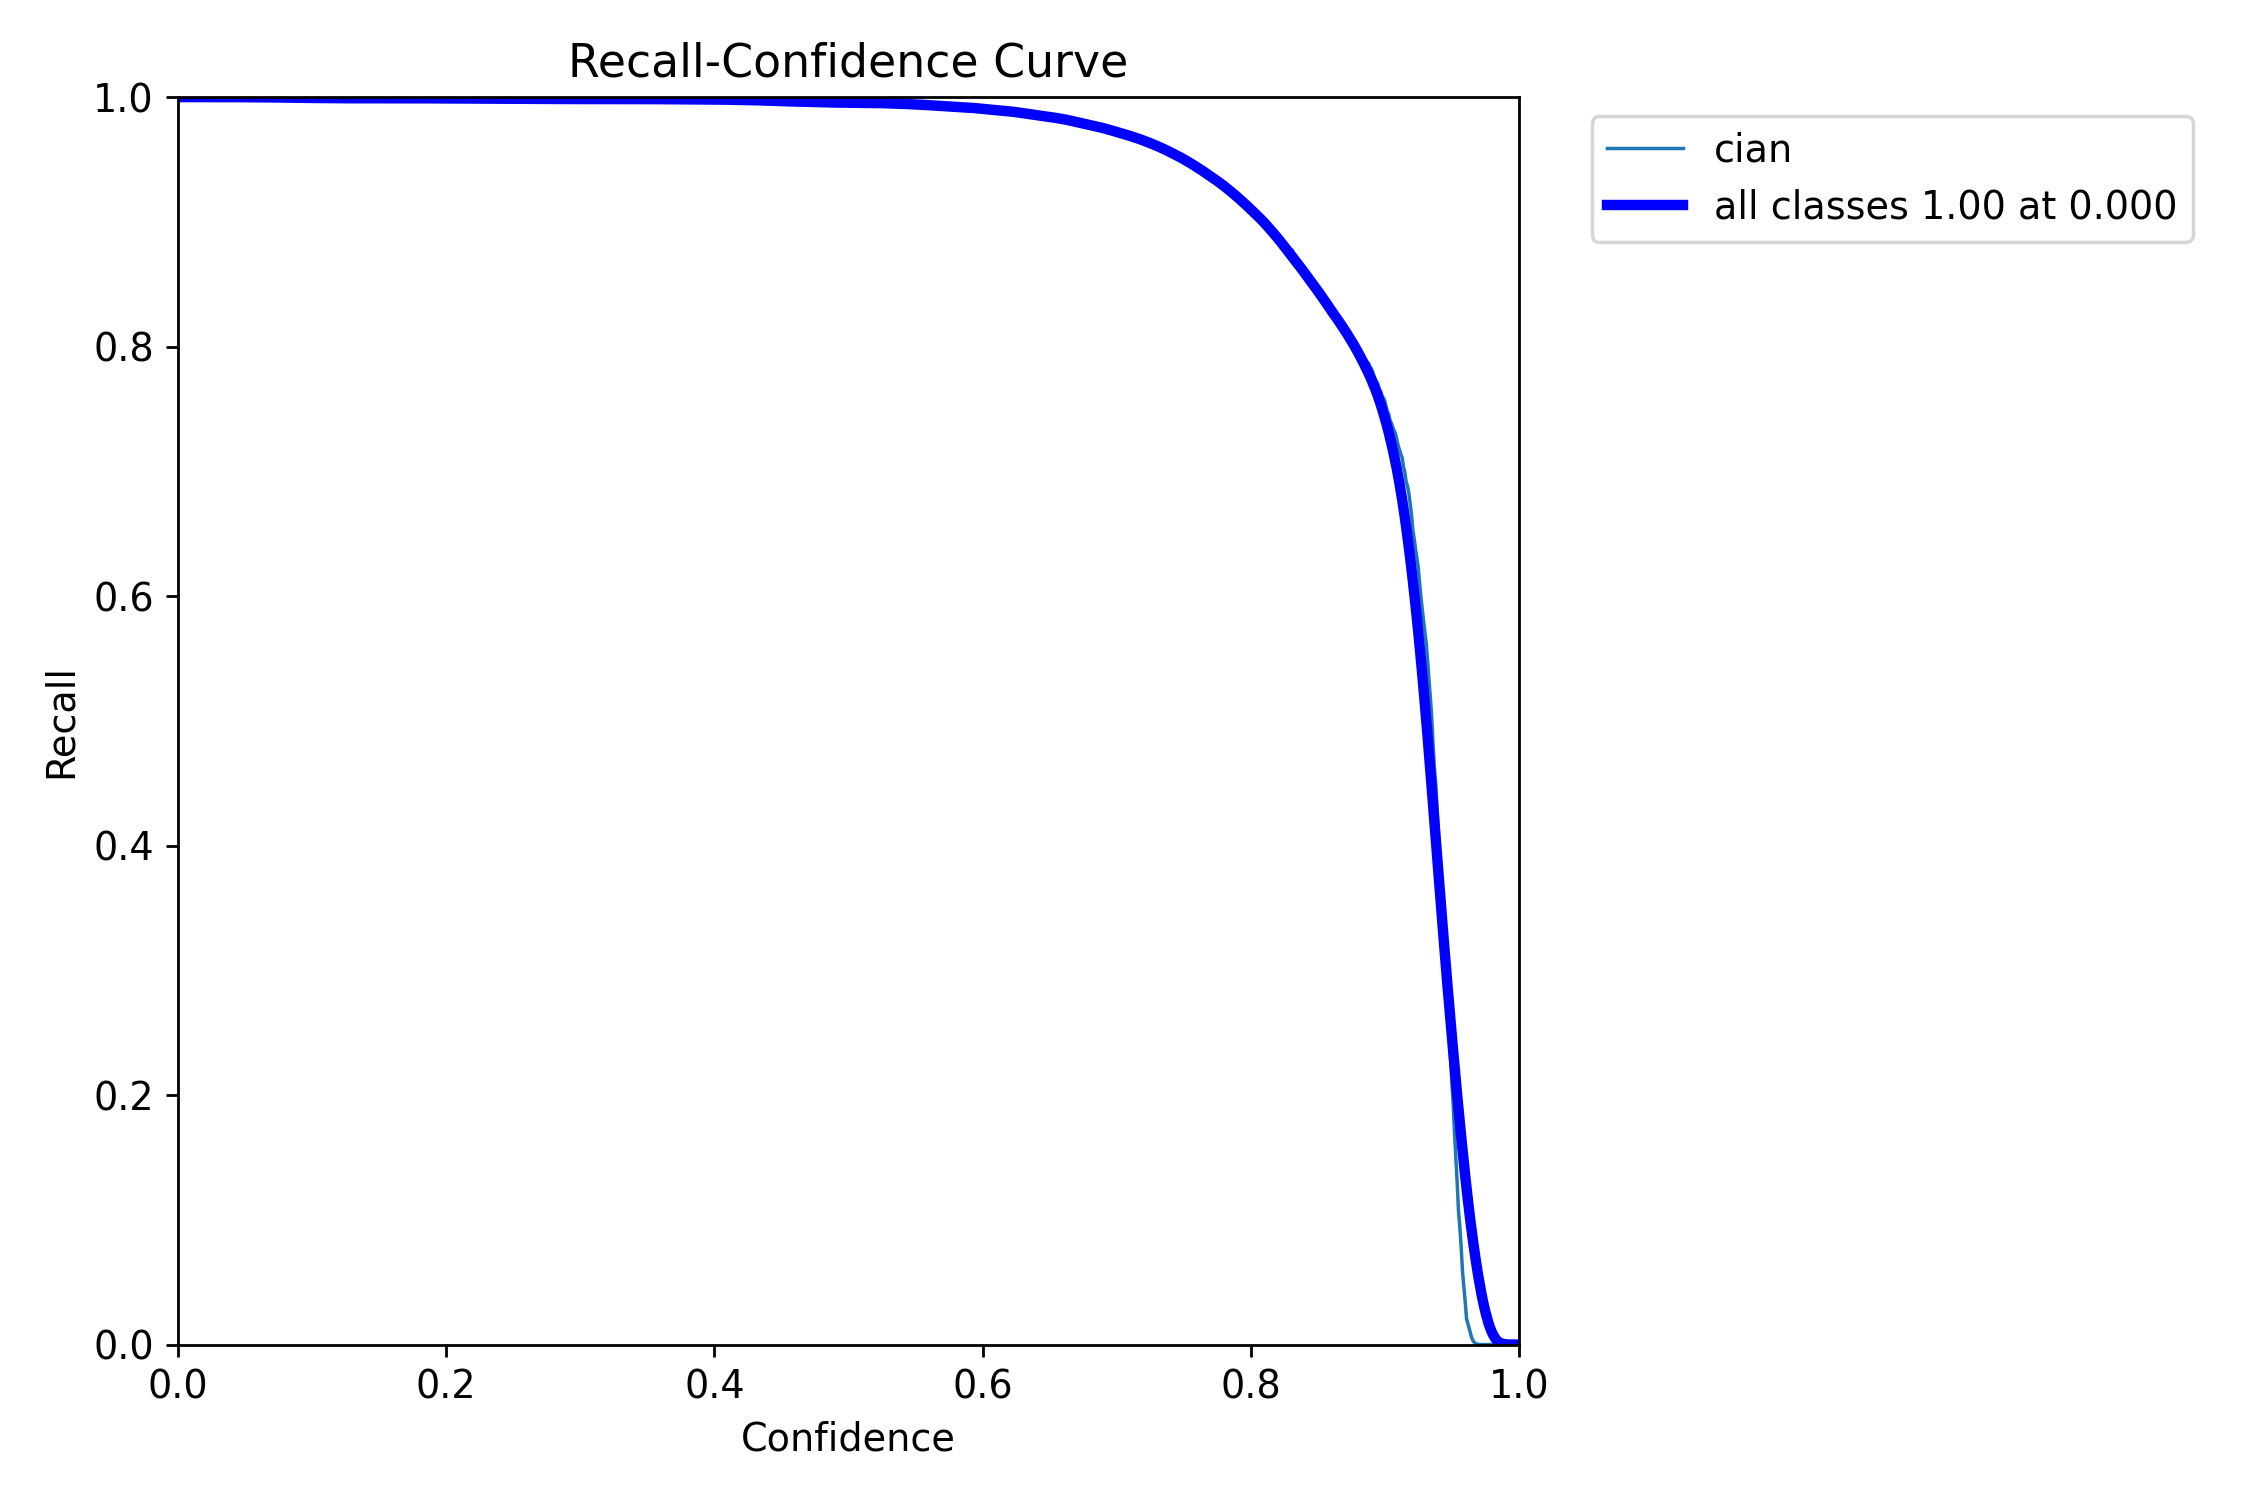 Recall-Confidence Curve
1.0
0.8
0.6
0.4
0.2
0.0
Recall
0.0 0.2 0.4 0.6 0.8 1.0
Confidence
cian
all classes 1.00 at 0.000